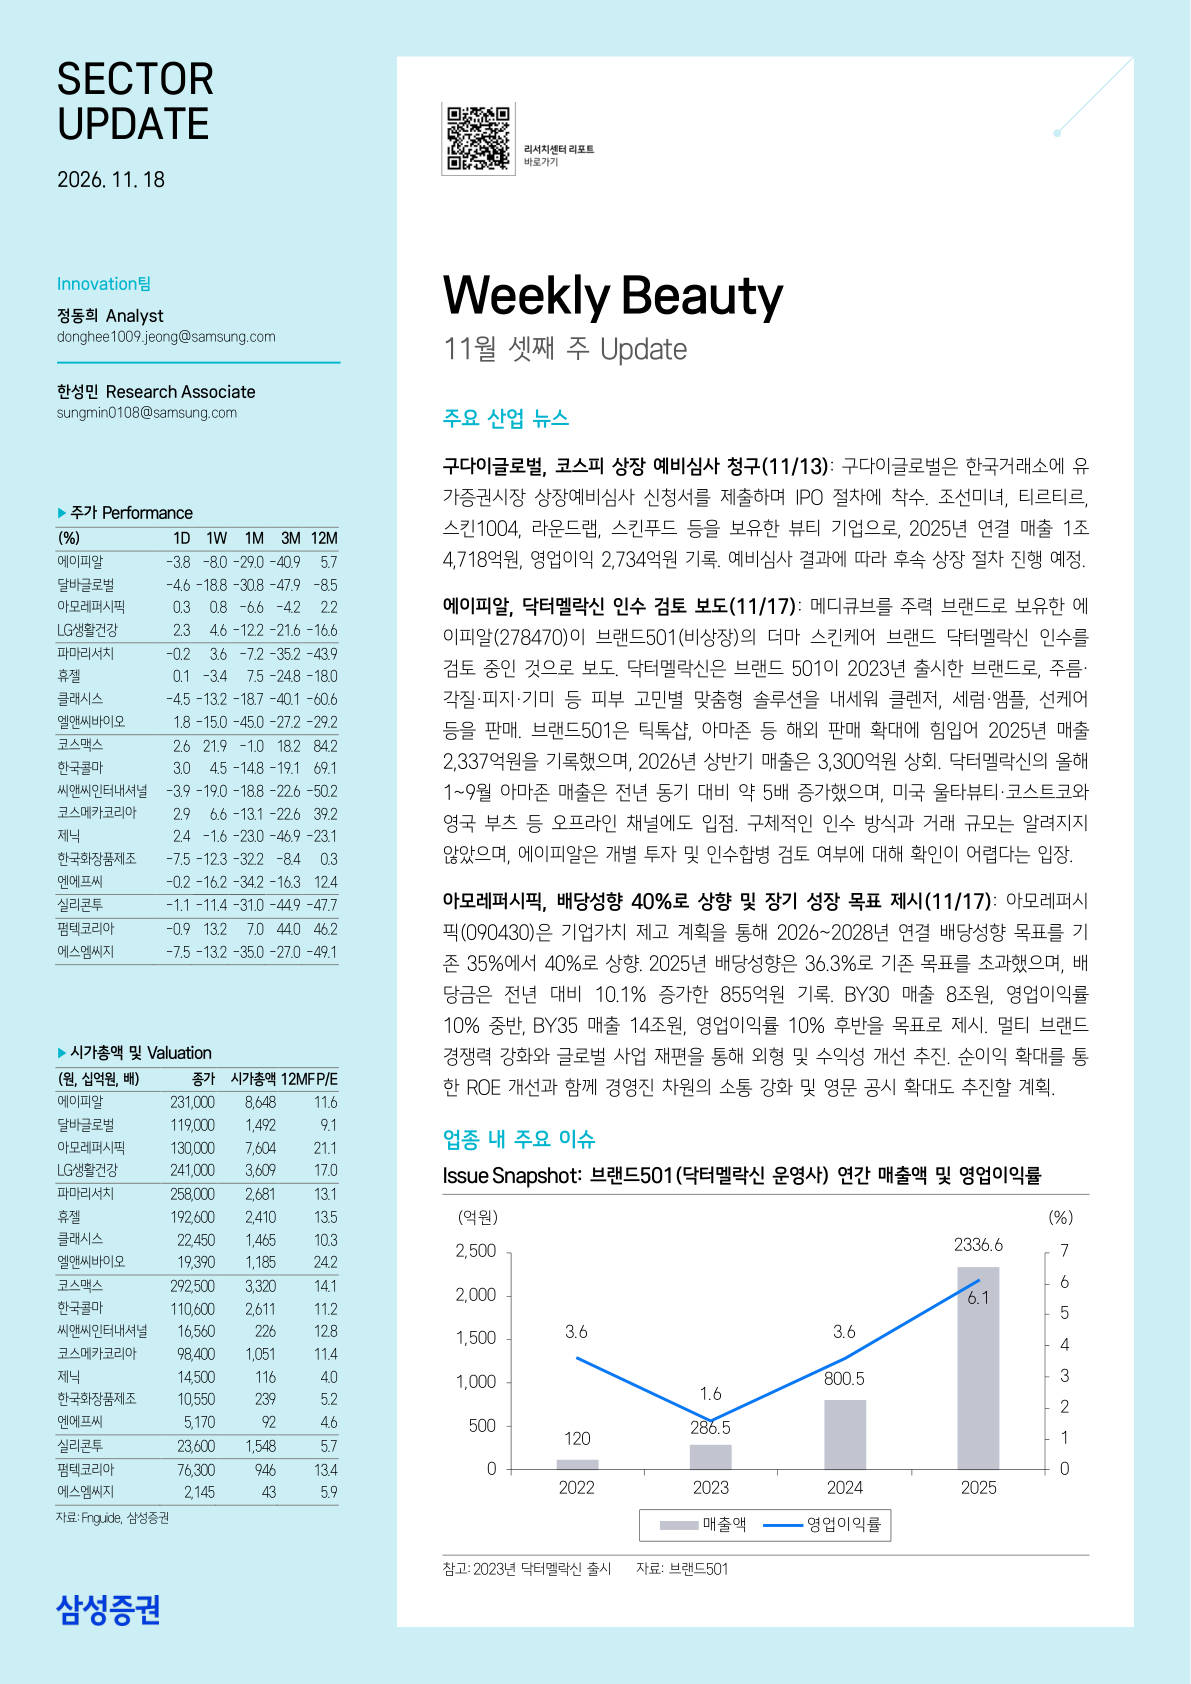 SECTOR
UPDATE
2026. 11. 18
Innovation팀
정동희 Analyst
donghee1009.jeong@samsung.com
한성민 Research Associate
sungmin0108@samsung.com
▶ 주가 Performance
(%) 1D 1W 1M 3M 12M
에이피알 -3.8 -8.0 -29.0 -40.9 5.7
달바글로벌 -4.6 -18.8 -30.8 -47.9 -8.5
아모레퍼시픽 0.3 0.8 -6.6 -4.2 2.2
LG생활건강 2.3 4.6 -12.2 -21.6 -16.6
파마리서치 -0.2 3.6 -7.2 -35.2 -43.9
휴젤 0.1 -3.4 7.5 -24.8 -18.0
클래시스 -4.5 -13.2 -18.7 -40.1 -60.6
엘앤씨바이오 1.8 -15.0 -45.0 -27.2 -29.2
코스맥스 2.6 21.9 -1.0 18.2 84.2
한국콜마 3.0 4.5 -14.8 -19.1 69.1
씨앤씨인터내셔널 -3.9 -19.0 -18.8 -22.6 -50.2
코스메카코리아 2.9 6.6 -13.1 -22.6 39.2
제닉 2.4 -1.6 -23.0 -46.9 -23.1
한국화장품제조 -7.5 -12.3 -32.2 -8.4 0.3
엔에프씨 -0.2 -16.2 -34.2 -16.3 12.4
실리콘투 -1.1 -11.4 -31.0 -44.9 -47.7
펌텍코리아 -0.9 13.2 7.0 44.0 46.2
에스엠씨지 -7.5 -13.2 -35.0 -27.0 -49.1
▶ 시가총액 및 Valuation
(원, 십억원, 배) 종가 시가총액 12MF P/E
에이피알 231,000 8,648 11.6
달바글로벌 119,000 1,492 9.1
아모레퍼시픽 130,000 7,604 21.1
LG생활건강 241,000 3,609 17.0
파마리서치 258,000 2,681 13.1
휴젤 192,600 2,410 13.5
클래시스 22,450 1,465 10.3
엘앤씨바이오 19,390 1,185 24.2
코스맥스 292,500 3,320 14.1
한국콜마 110,600 2,611 11.2
씨앤씨인터내셔널 16,560 226 12.8
코스메카코리아 98,400 1,051 11.4
제닉 14,500 116 4.0
한국화장품제조 10,550 239 5.2
엔에프씨 5,170 92 4.6
실리콘투 23,600 1,548 5.7
펌텍코리아 76,300 946 13.4
에스엠씨지 2,145 43 5.9
자료: Fnguide, 삼성증권
삼성증권
리서치센터 리포트
바로가기
Weekly Beauty
11월 셋째 주 Update
주요 산업 뉴스
구다이글로벌, 코스피 상장 예비심사 청구(11/13): 구다이글로벌은 한국거래소에 유
가증권시장 상장예비심사 신청서를 제출하며 IPO 절차에 착수. 조선미녀, 티르티르,
스킨1004, 라운드랩, 스킨푸드 등을 보유한 뷰티 기업으로, 2025년 연결 매출 1조
4,718억원, 영업이익 2,734억원 기록. 예비심사 결과에 따라 후속 상장 절차 진행 예정.
에이피알, 닥터멜락신 인수 검토 보도(11/17): 메디큐브를 주력 브랜드로 보유한 에
이피알(278470)이 브랜드501(비상장)의 더마 스킨케어 브랜드 닥터멜락신 인수를
검토 중인 것으로 보도. 닥터멜락신은 브랜드 501이 2023년 출시한 브랜드로, 주름·
각질·피지·기미 등 피부 고민별 맞춤형 솔루션을 내세워 클렌저, 세럼·앰플, 선케어
등을 판매. 브랜드501은 틱톡샵, 아마존 등 해외 판매 확대에 힘입어 2025년 매출
2,337억원을 기록했으며, 2026년 상반기 매출은 3,300억원 상회. 닥터멜락신의 올해
1~9월 아마존 매출은 전년 동기 대비 약 5배 증가했으며, 미국 울타뷰티·코스트코와
영국 부츠 등 오프라인 채널에도 입점. 구체적인 인수 방식과 거래 규모는 알려지지
않았으며, 에이피알은 개별 투자 및 인수합병 검토 여부에 대해 확인이 어렵다는 입장.
아모레퍼시픽, 배당성향 40%로 상향 및 장기 성장 목표 제시(11/17): 아모레퍼시
픽(090430)은 기업가치 제고 계획을 통해 2026~2028년 연결 배당성향 목표를 기
존 35%에서 40%로 상향. 2025년 배당성향은 36.3%로 기존 목표를 초과했으며, 배
당금은 전년 대비 10.1% 증가한 855억원 기록. BY30 매출 8조원, 영업이익률
10% 중반, BY35 매출 14조원, 영업이익률 10% 후반을 목표로 제시. 멀티 브랜드
경쟁력 강화와 글로벌 사업 재편을 통해 외형 및 수익성 개선 추진. 순이익 확대를 통
한 ROE 개선과 함께 경영진 차원의 소통 강화 및 영문 공시 확대도 추진할 계획.
업종 내 주요 이슈
Issue Snapshot: 브랜드501(닥터멜락신 운영사) 연간 매출액 및 영업이익률
(억원) (%)
2336.6
2,500 7
6.1
2,000 6
5
3.6 3.6
1,500 4
1.6 800.5
1,000 3
286.5 2
500
120 1
0 0
2022 2023 2024 2025
매출액 영업이익률
참고: 2023년 닥터멜락신 출시 자료: 브랜드501